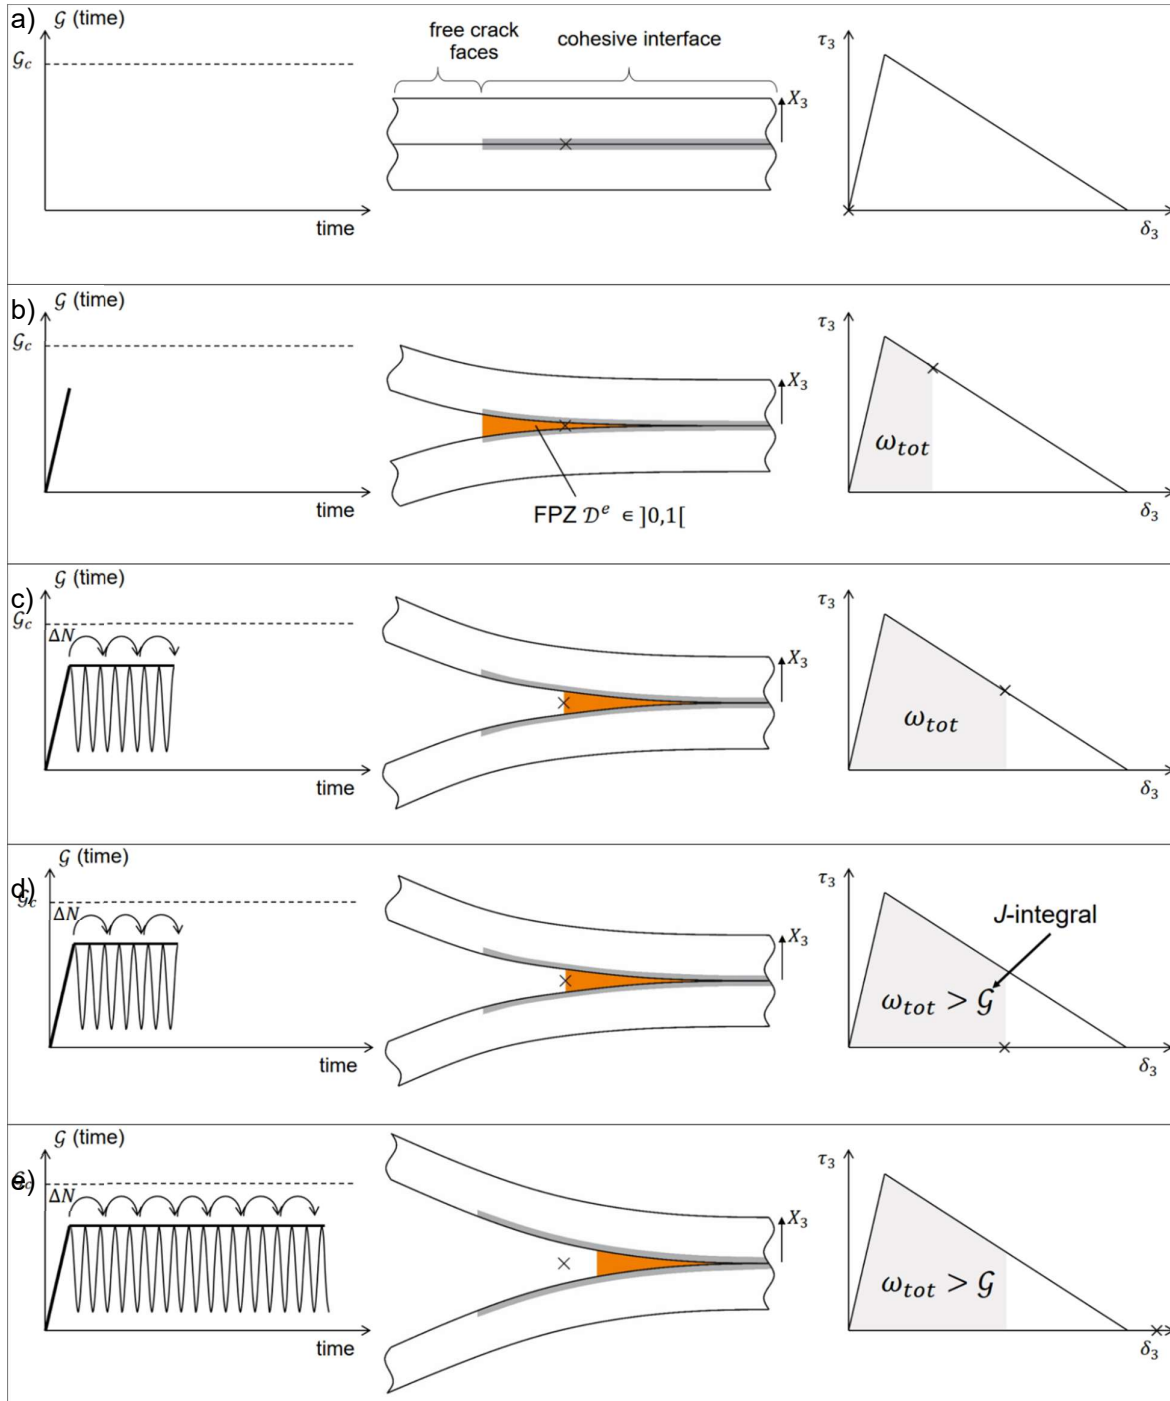 a)
𝒢 (time)
𝒢c
time
free crack
faces
cohesive interface
X₃
τ₃
δ₃
b)
𝒢 (time)
𝒢c
time
X₃
FPZ 𝒟ᵉ ∈ ]0,1[
τ₃
ωtot
δ₃
c)
𝒢 (time)
𝒢c
ΔN
time
X₃
τ₃
ωtot
δ₃
d)
𝒢 (time)
𝒢c
ΔN
time
X₃
τ₃
J-integral
ωtot > 𝒢
δ₃
e)
𝒢 (time)
𝒢c
ΔN
time
X₃
τ₃
ωtot > 𝒢
δ₃